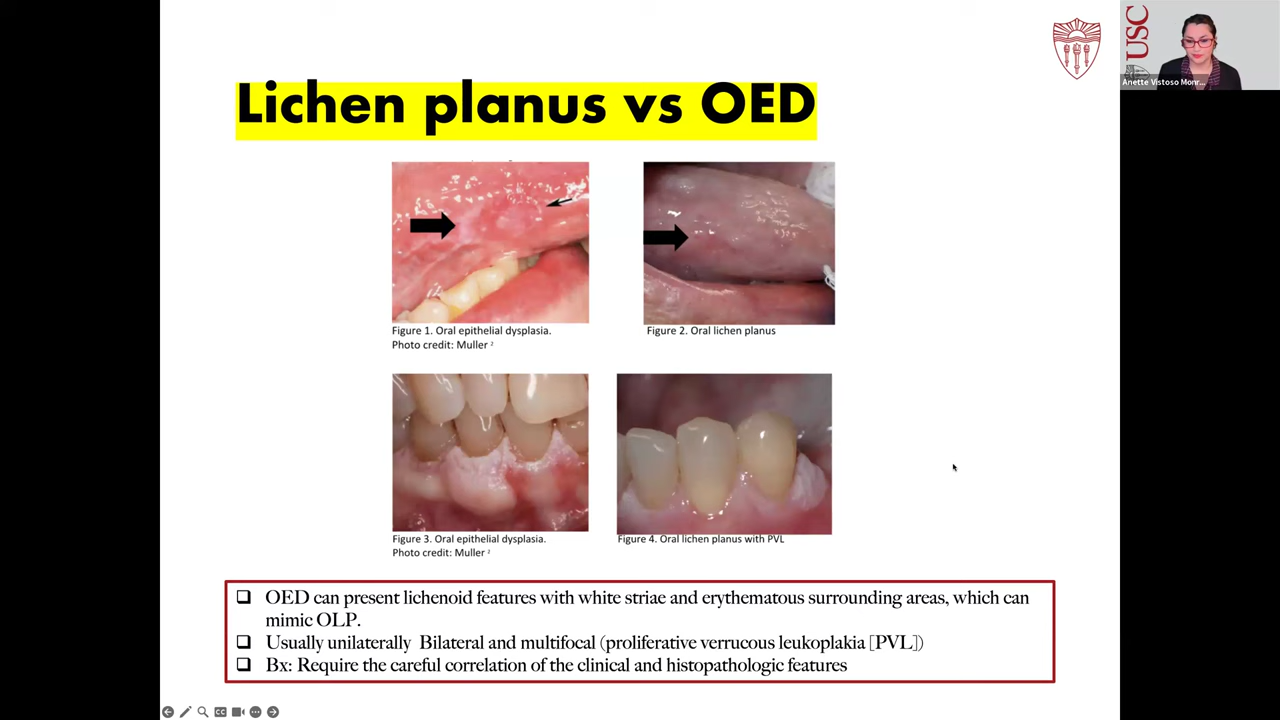 USC
Anette Vistoso Monr...
Lichen planus vs OED
Figure 1. Oral epithelial dysplasia.
Photo credit: Muller ²
Figure 2. Oral lichen planus
Figure 3. Oral epithelial dysplasia.
Photo credit: Muller ²
Figure 4. Oral lichen planus with PVL
OED can present lichenoid features with white striae and erythematous surrounding areas, which can
mimic OLP.
Usually unilaterally Bilateral and multifocal (proliferative verrucous leukoplakia [PVL])
Bx: Require the careful correlation of the clinical and histopathologic features